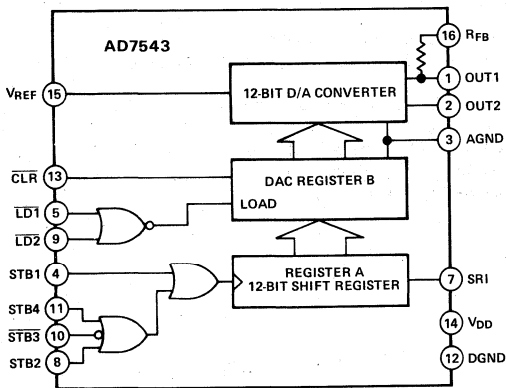 AD7543
16 RFB
12-BIT D/A CONVERTER
1 OUT1
VREF 15
2 OUT2
3 AGND
CLR 13
DAC REGISTER B
LD1 5
LOAD
LD2 9
STB1 4
REGISTER A
12-BIT SHIFT REGISTER
7 SRI
STB4 11
STB3 10
14 VDD
STB2 8
12 DGND